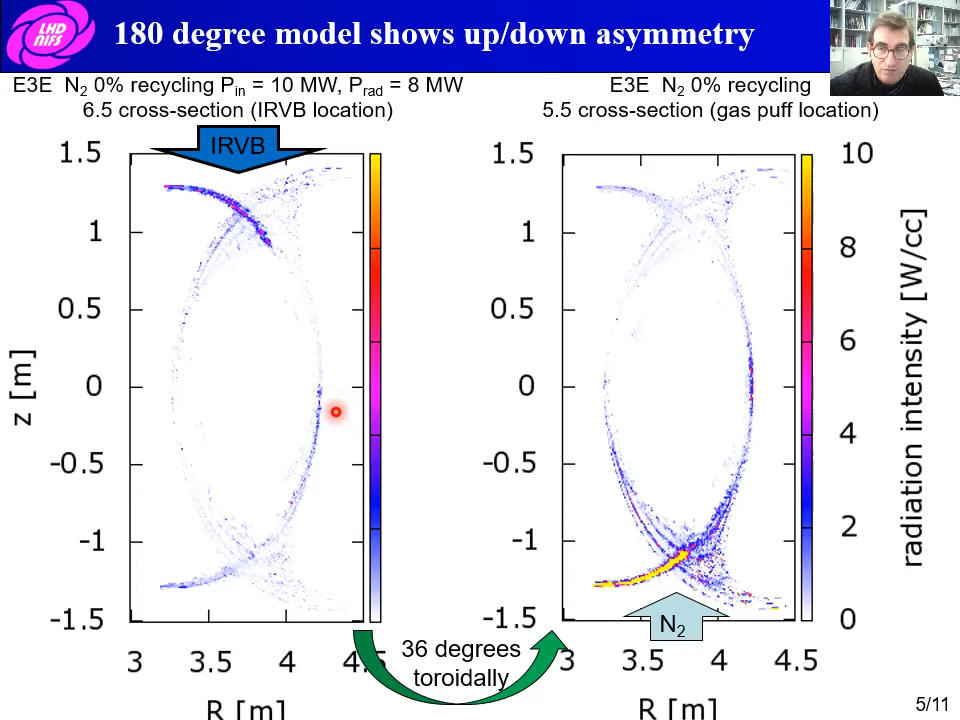 LHD
NIFS
180 degree model shows up/down asymmetry
E3E N2 0% recycling Pin = 10 MW, Prad = 8 MW
6.5 cross-section (IRVB location)
E3E N2 0% recycling
5.5 cross-section (gas puff location)
IRVB
1.5
1
0.5
0
-0.5
-1
-1.5
z [m]
3
3.5
4
4.5
R [m]
1.5
1
0.5
0
-0.5
-1
-1.5
3
3.5
4
4.5
R [m]
N2
36 degrees
toroidally
10
8
6
4
2
0
radiation intensity [W/cc]
5/11